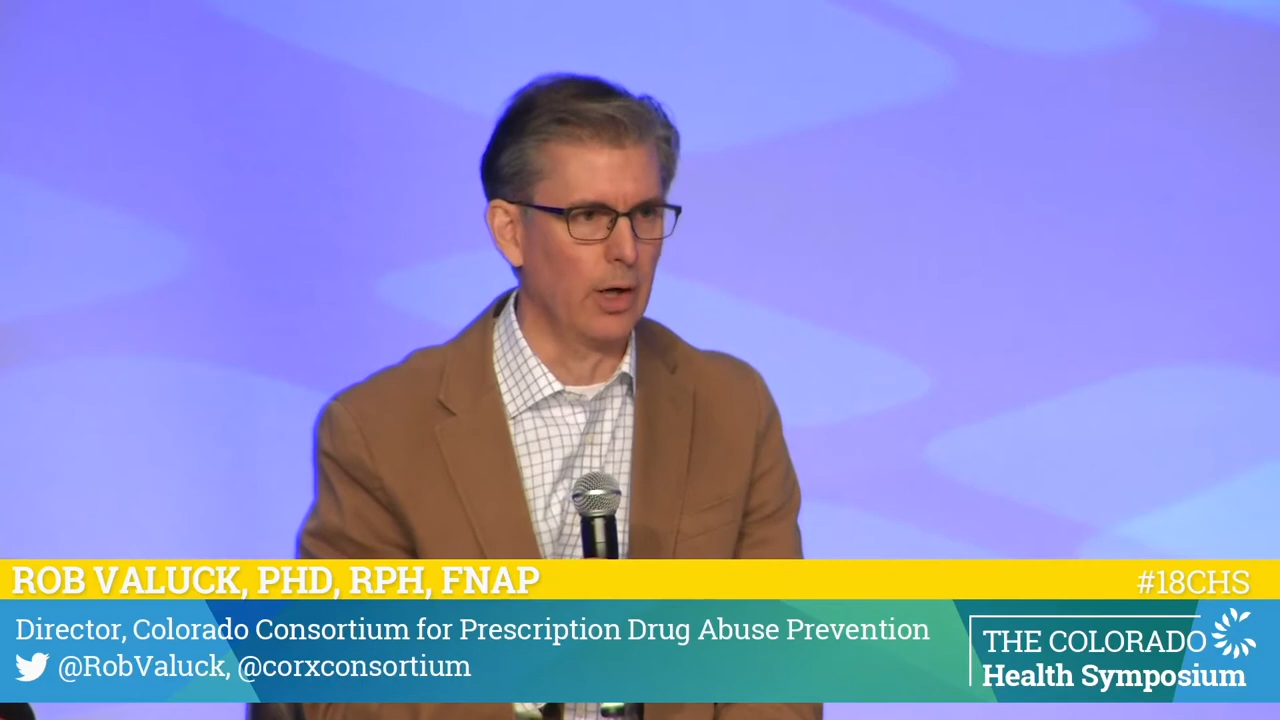 ROB VALUCK, PHD, RPH, FNAP
#18CHS
Director, Colorado Consortium for Prescription Drug Abuse Prevention
@RobValuck, @corxconsortium
THE COLORADO
Health Symposium